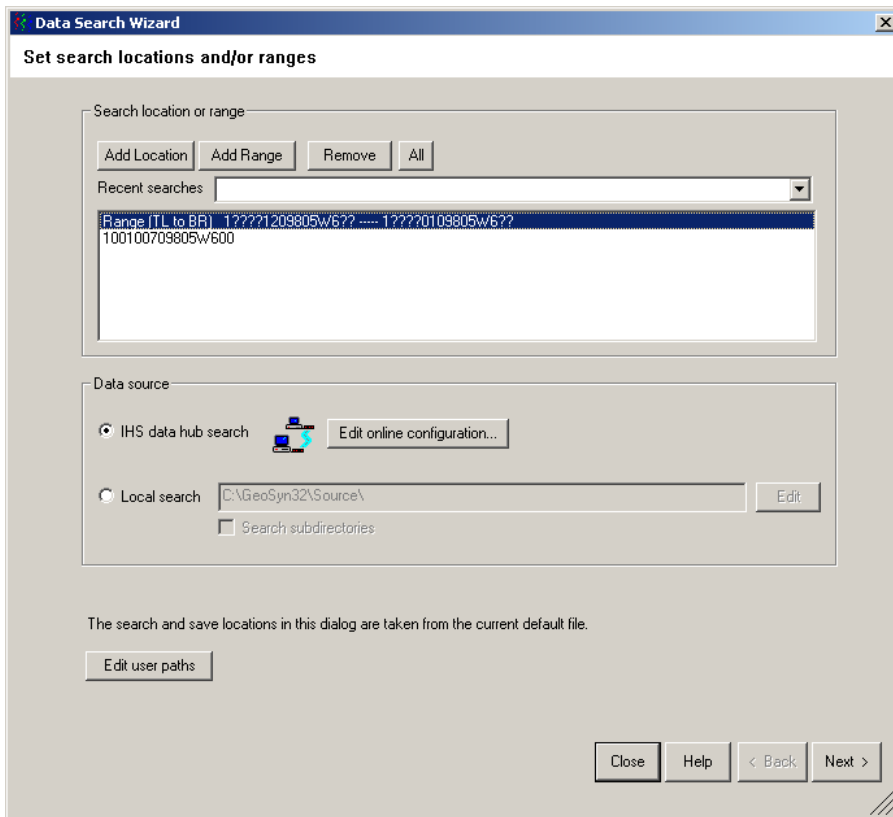 Data Search Wizard
Set search locations and/or ranges
Search location or range
Add Location Add Range Remove All
Recent searches
Range (TL to BR) 1????1209805W6?? ----- 1????0109805W6??
100100709805W600
Data source
IHS data hub search Edit online configuration...
Local search C:\GeoSyn32\Source\ Edit
Search subdirectories
The search and save locations in this dialog are taken from the current default file.
Edit user paths
Close Help < Back Next >